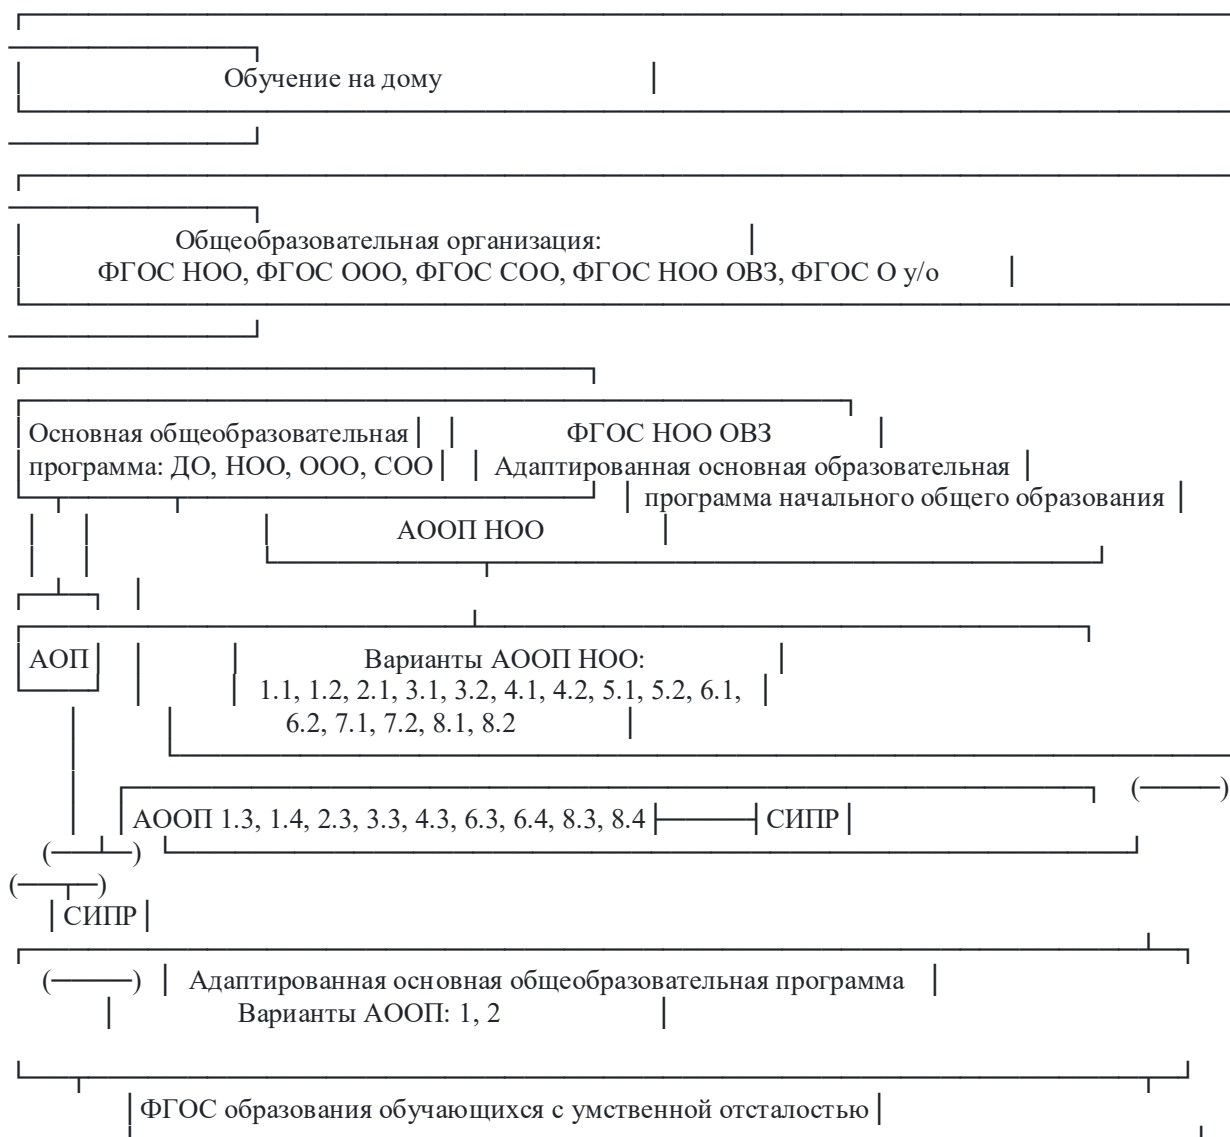 Обучение на дому
Общеобразовательная организация:
ФГОС НОО, ФГОС ООО, ФГОС СОО, ФГОС НОО ОВЗ, ФГОС О у/о
Основная общеобразовательная ФГОС НОО ОВЗ
программа: ДО, НОО, ООО, СОО Адаптированная основная образовательная
программа начального общего образования
АООП НОО
АОП Варианты АООП НОО:
1.1, 1.2, 2.1, 3.1, 3.2, 4.1, 4.2, 5.1, 5.2, 6.1,
6.2, 7.1, 7.2, 8.1, 8.2
АООП 1.3, 1.4, 2.3, 3.3, 4.3, 6.3, 6.4, 8.3, 8.4 СИПР
СИПР
Адаптированная основная общеобразовательная программа
Варианты АООП: 1, 2
ФГОС образования обучающихся с умственной отсталостью